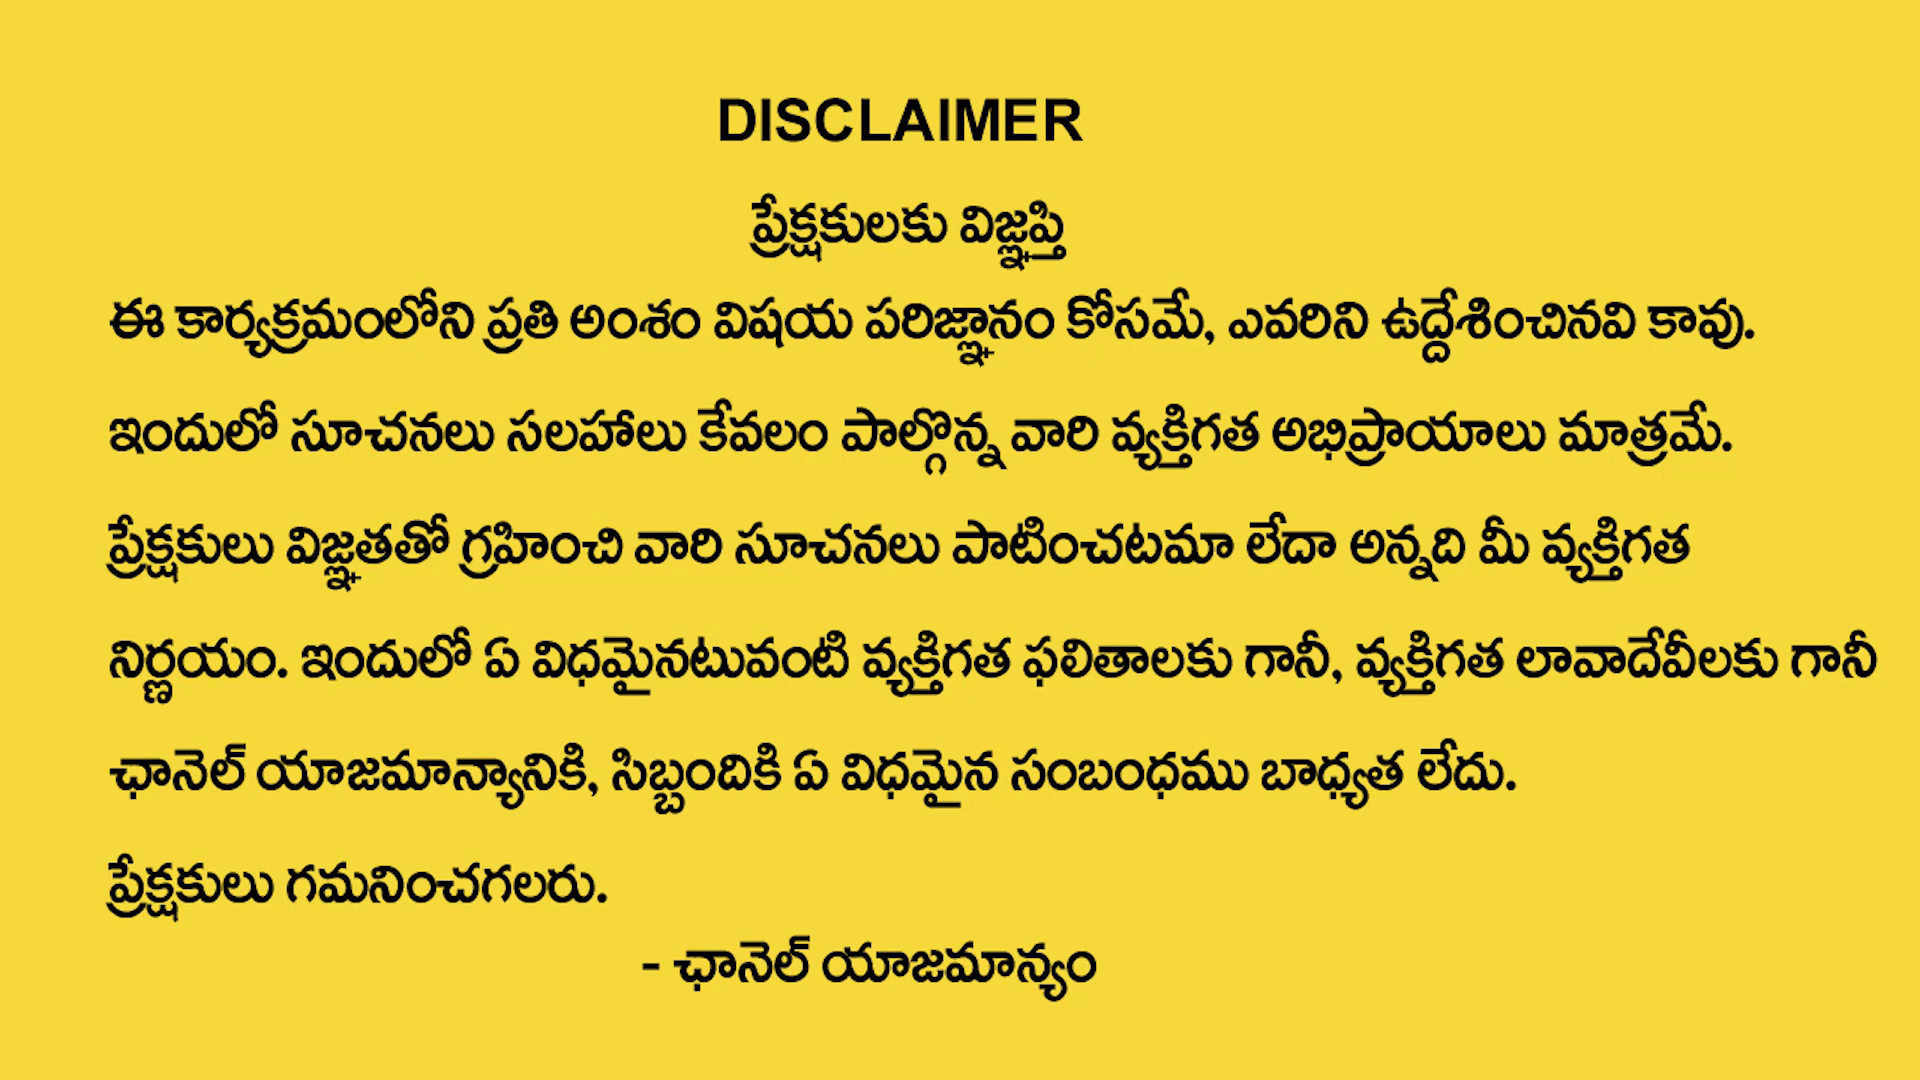 DISCLAIMER
ప్రేక్షకులకు విజ్ఞప్తి
ఈ కార్యక్రమంలోని ప్రతి అంశం విషయ పరిజ్ఞానం కోసమే, ఎవరిని ఉద్దేశించినవి కావు.
ఇందులో సూచనలు సలహాలు కేవలం పాల్గొన్న వారి వ్యక్తిగత అభిప్రాయాలు మాత్రమే.
ప్రేక్షకులు విజ్ఞతతో గ్రహించి వారి సూచనలు పాటించటమా లేదా అన్నది మీ వ్యక్తిగత
నిర్ణయం. ఇందులో ఏ విధమైనటువంటి వ్యక్తిగత ఫలితాలకు గానీ, వ్యక్తిగత లావాదేవీలకు గానీ
ఛానెల్ యాజమాన్యానికి, సిబ్బందికి ఏ విధమైన సంబంధము బాధ్యత లేదు.
ప్రేక్షకులు గమనించగలరు.
- ఛానెల్ యాజమాన్యం